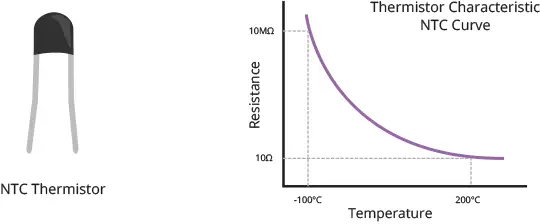 Thermistor Characteristic
NTC Curve
10MΩ
Resistance
10Ω
-100°C
200°C
Temperature
NTC Thermistor